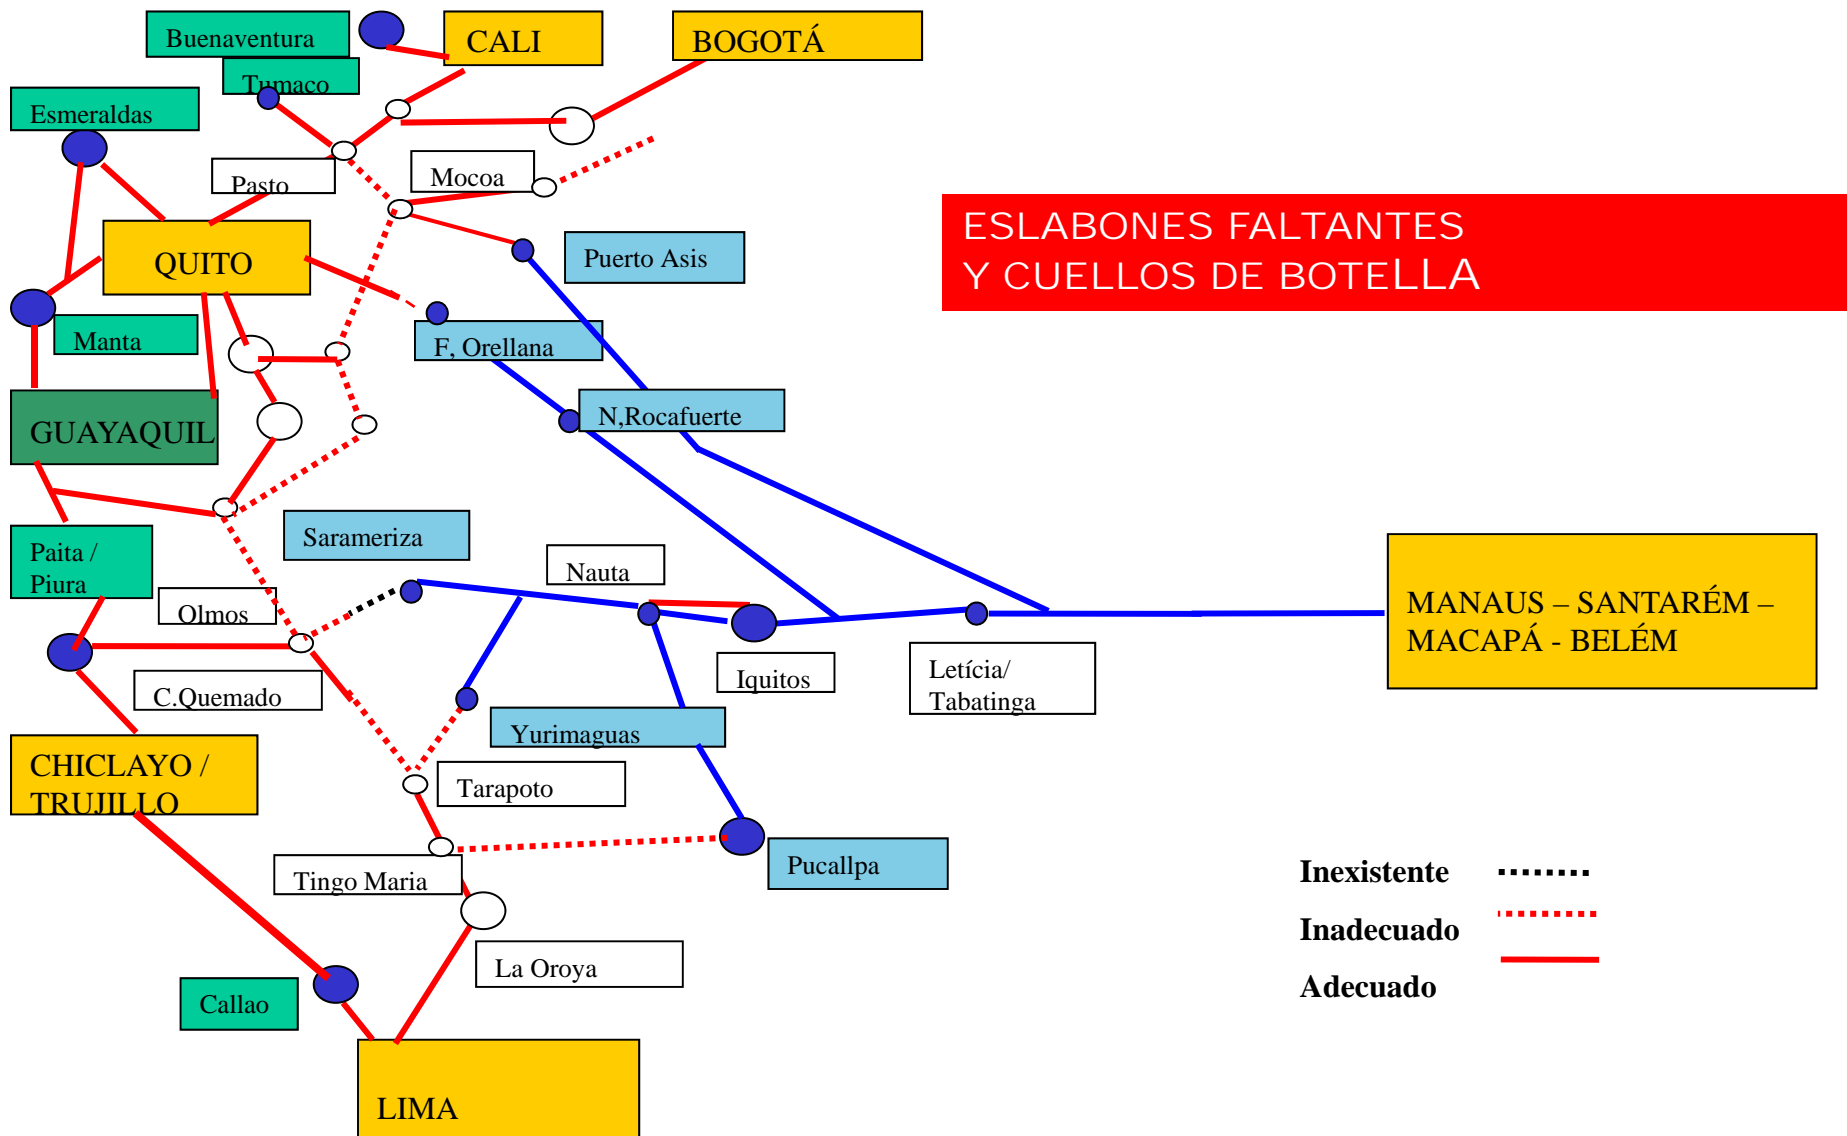 Buenaventura
CALI
BOGOTÁ
Tumaco
Esmeraldas
Pasto
Mocoa
ESLABONES FALTANTES
Y CUELLOS DE BOTELLA
QUITO
Puerto Asis
Manta
F, Orellana
N,Rocafuerte
GUAYAQUIL
Sarameriza
Paita /
Piura
Nauta
Olmos
MANAUS – SANTARÉM –
MACAPÁ - BELÉM
C.Quemado
Iquitos
Letícia/
Tabatinga
Yurimaguas
CHICLAYO /
TRUJILLO
Tarapoto
Tingo Maria
Pucallpa
Inexistente
Inadecuado
Adecuado
La Oroya
Callao
LIMA